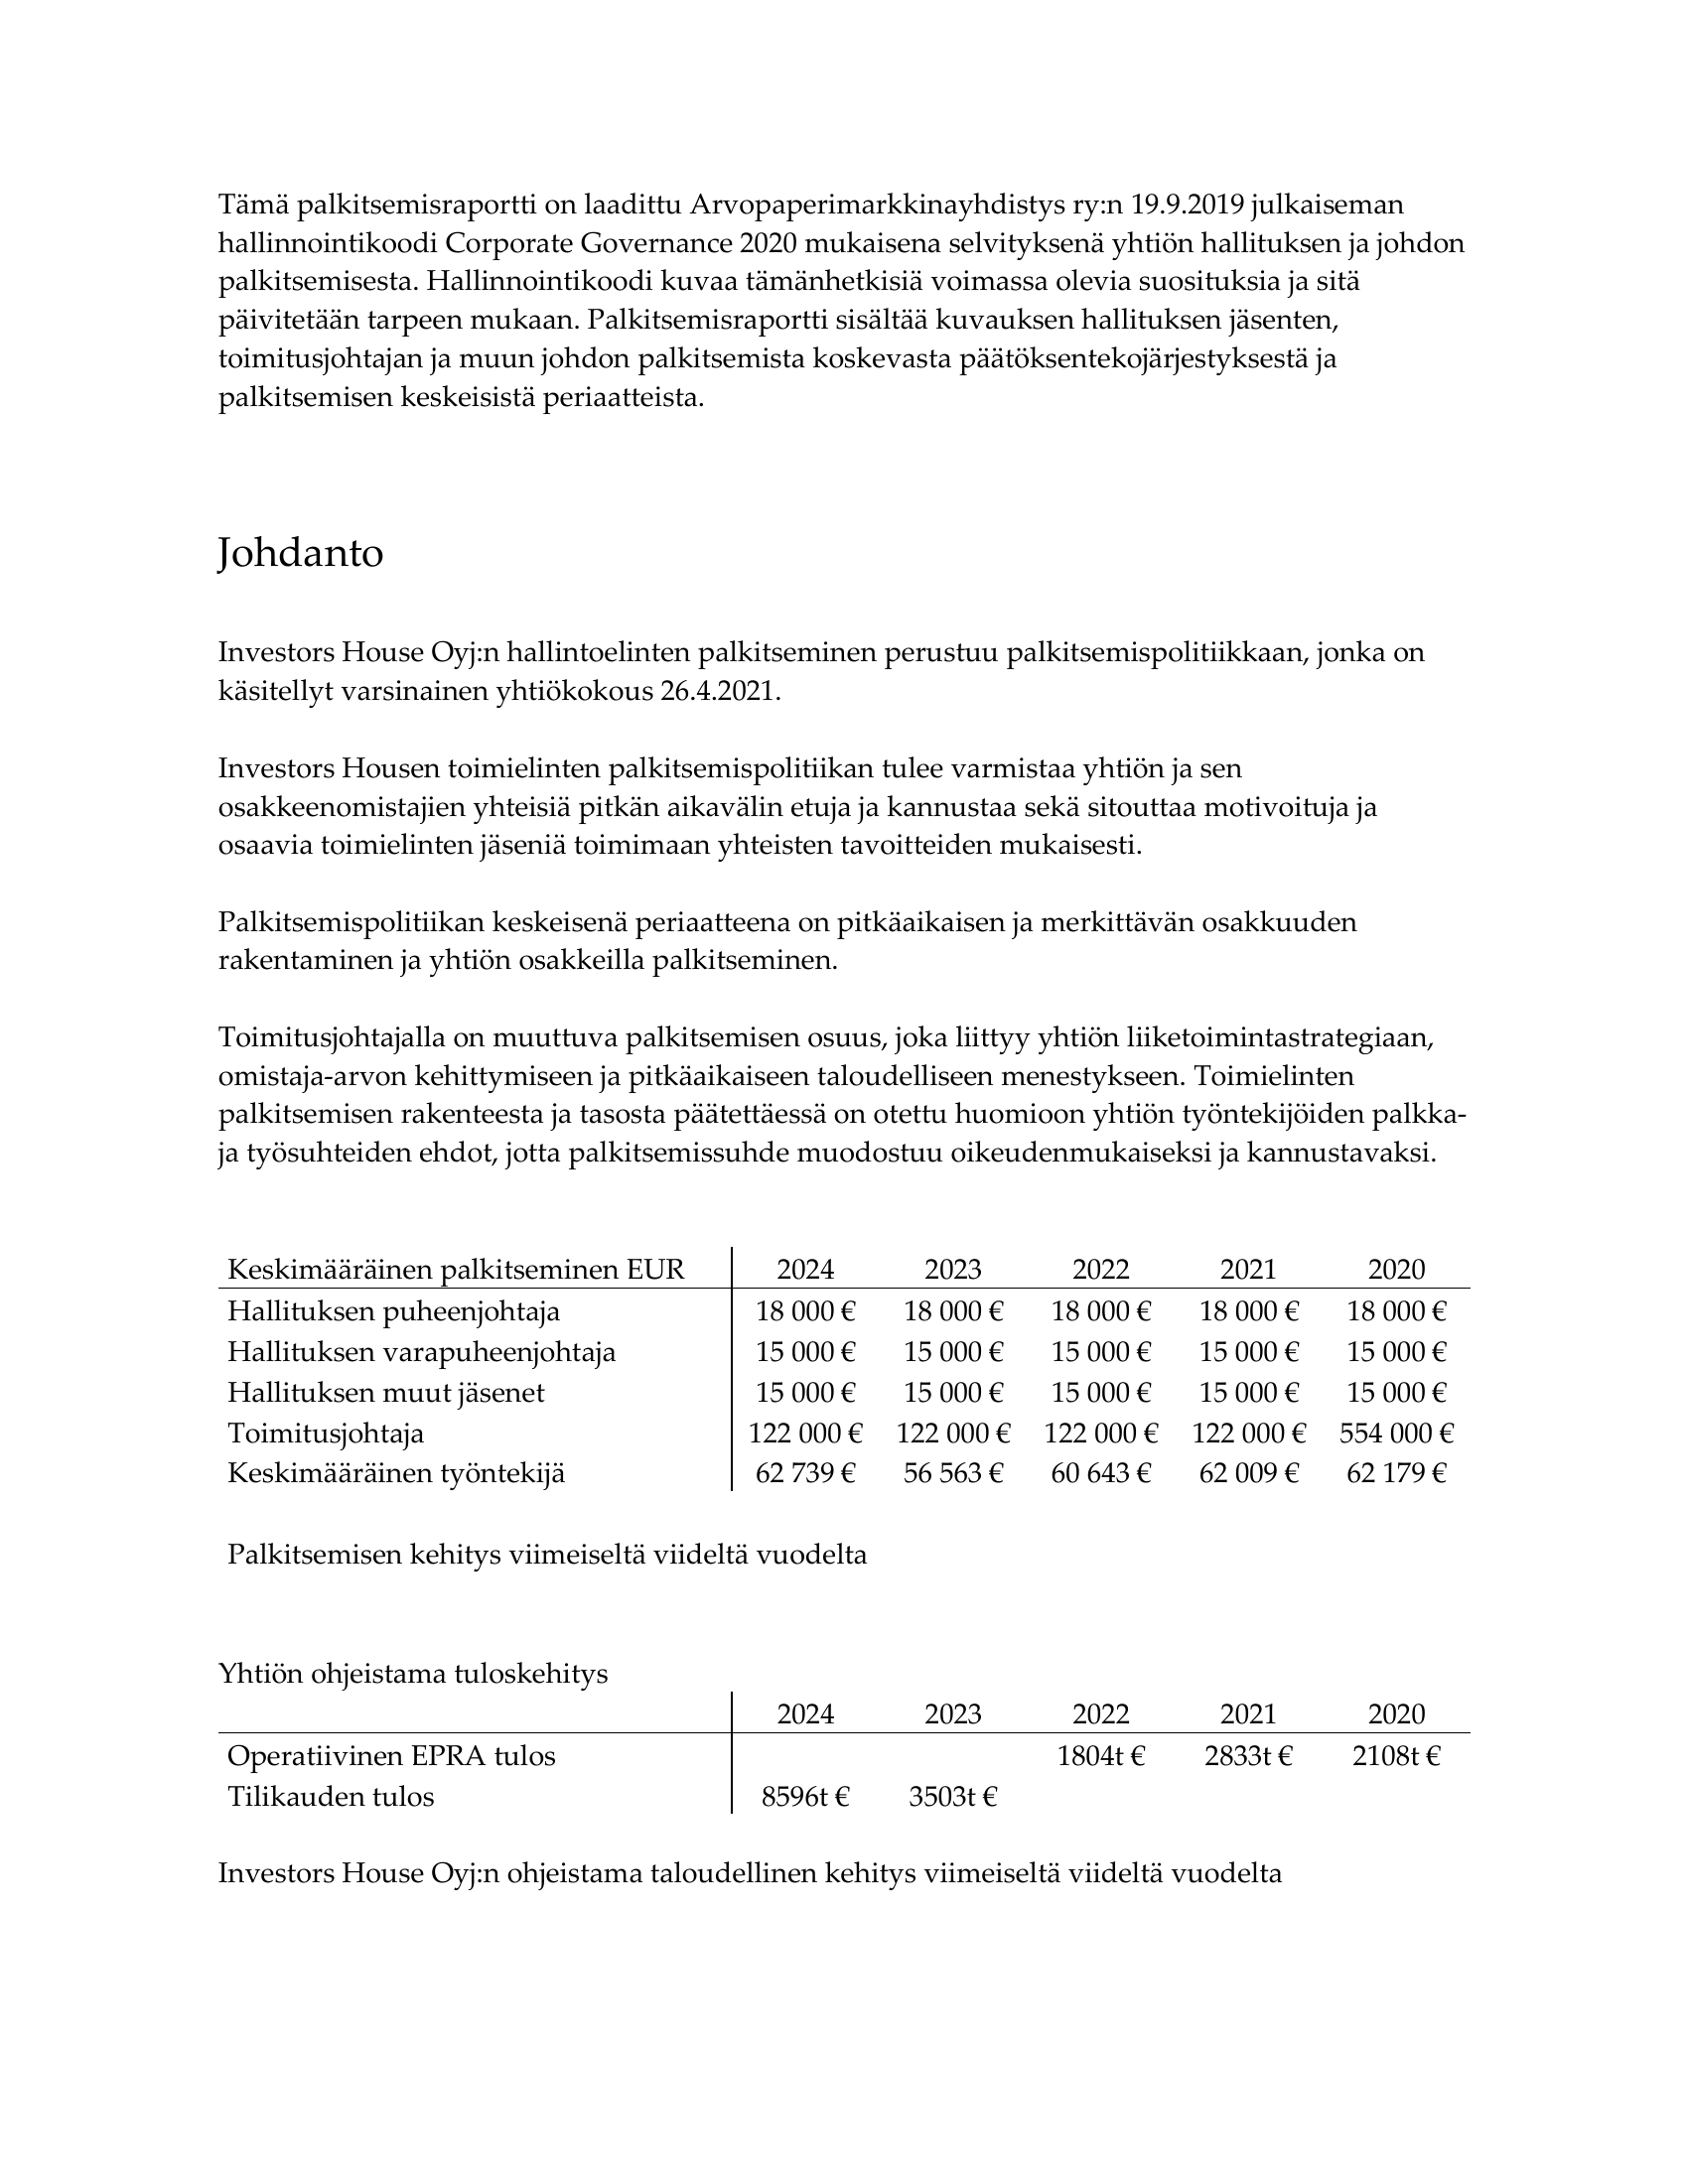 Tämä palkitsemisraportti on laadittu Arvopaperimarkkinayhdistys ry:n 19.9.2019 julkaiseman
hallinnointikoodi Corporate Governance 2020 mukaisena selvityksenä yhtiön hallituksen ja johdon
palkitsemisesta. Hallinnointikoodi kuvaa tämänhetkisiä voimassa olevia suosituksia ja sitä
päivitetään tarpeen mukaan. Palkitsemisraportti sisältää kuvauksen hallituksen jäsenten,
toimitusjohtajan ja muun johdon palkitsemista koskevasta päätöksentekojärjestyksestä ja
palkitsemisen keskeisistä periaatteista.
Johdanto
Investors House Oyj:n hallintoelinten palkitseminen perustuu palkitsemispolitiikkaan, jonka on
käsitellyt varsinainen yhtiökokous 26.4.2021.
Investors Housen toimielinten palkitsemispolitiikan tulee varmistaa yhtiön ja sen
osakkeenomistajien yhteisiä pitkän aikavälin etuja ja kannustaa sekä sitouttaa motivoituja ja
osaavia toimielinten jäseniä toimimaan yhteisten tavoitteiden mukaisesti.
Palkitsemispolitiikan keskeisenä periaatteena on pitkäaikaisen ja merkittävän osakkuuden
rakentaminen ja yhtiön osakkeilla palkitseminen.
Toimitusjohtajalla on muuttuva palkitsemisen osuus, joka liittyy yhtiön liiketoimintastrategiaan,
omistaja-arvon kehittymiseen ja pitkäaikaiseen taloudelliseen menestykseen. Toimielinten
palkitsemisen rakenteesta ja tasosta päätettäessä on otettu huomioon yhtiön työntekijöiden palkka-
ja työsuhteiden ehdot, jotta palkitsemissuhde muodostuu oikeudenmukaiseksi ja kannustavaksi.
Keskimääräinen palkitseminen EUR 2024 2023 2022 2021 2020
Hallituksen puheenjohtaja 18 000 € 18 000 € 18 000 € 18 000 € 18 000 €
Hallituksen varapuheenjohtaja 15 000 € 15 000 € 15 000 € 15 000 € 15 000 €
Hallituksen muut jäsenet 15 000 € 15 000 € 15 000 € 15 000 € 15 000 €
Toimitusjohtaja 122 000 € 122 000 € 122 000 € 122 000 € 554 000 €
Keskimääräinen työntekijä 62 739 € 56 563 € 60 643 € 62 009 € 62 179 €
Palkitsemisen kehitys viimeiseltä viideltä vuodelta
Yhtiön ohjeistama tuloskehitys
2024 2023 2022 2021 2020
Operatiivinen EPRA tulos 1804t € 2833t € 2108t €
Tilikauden tulos 8596t € 3503t €
Investors House Oyj:n ohjeistama taloudellinen kehitys viimeiseltä viideltä vuodelta